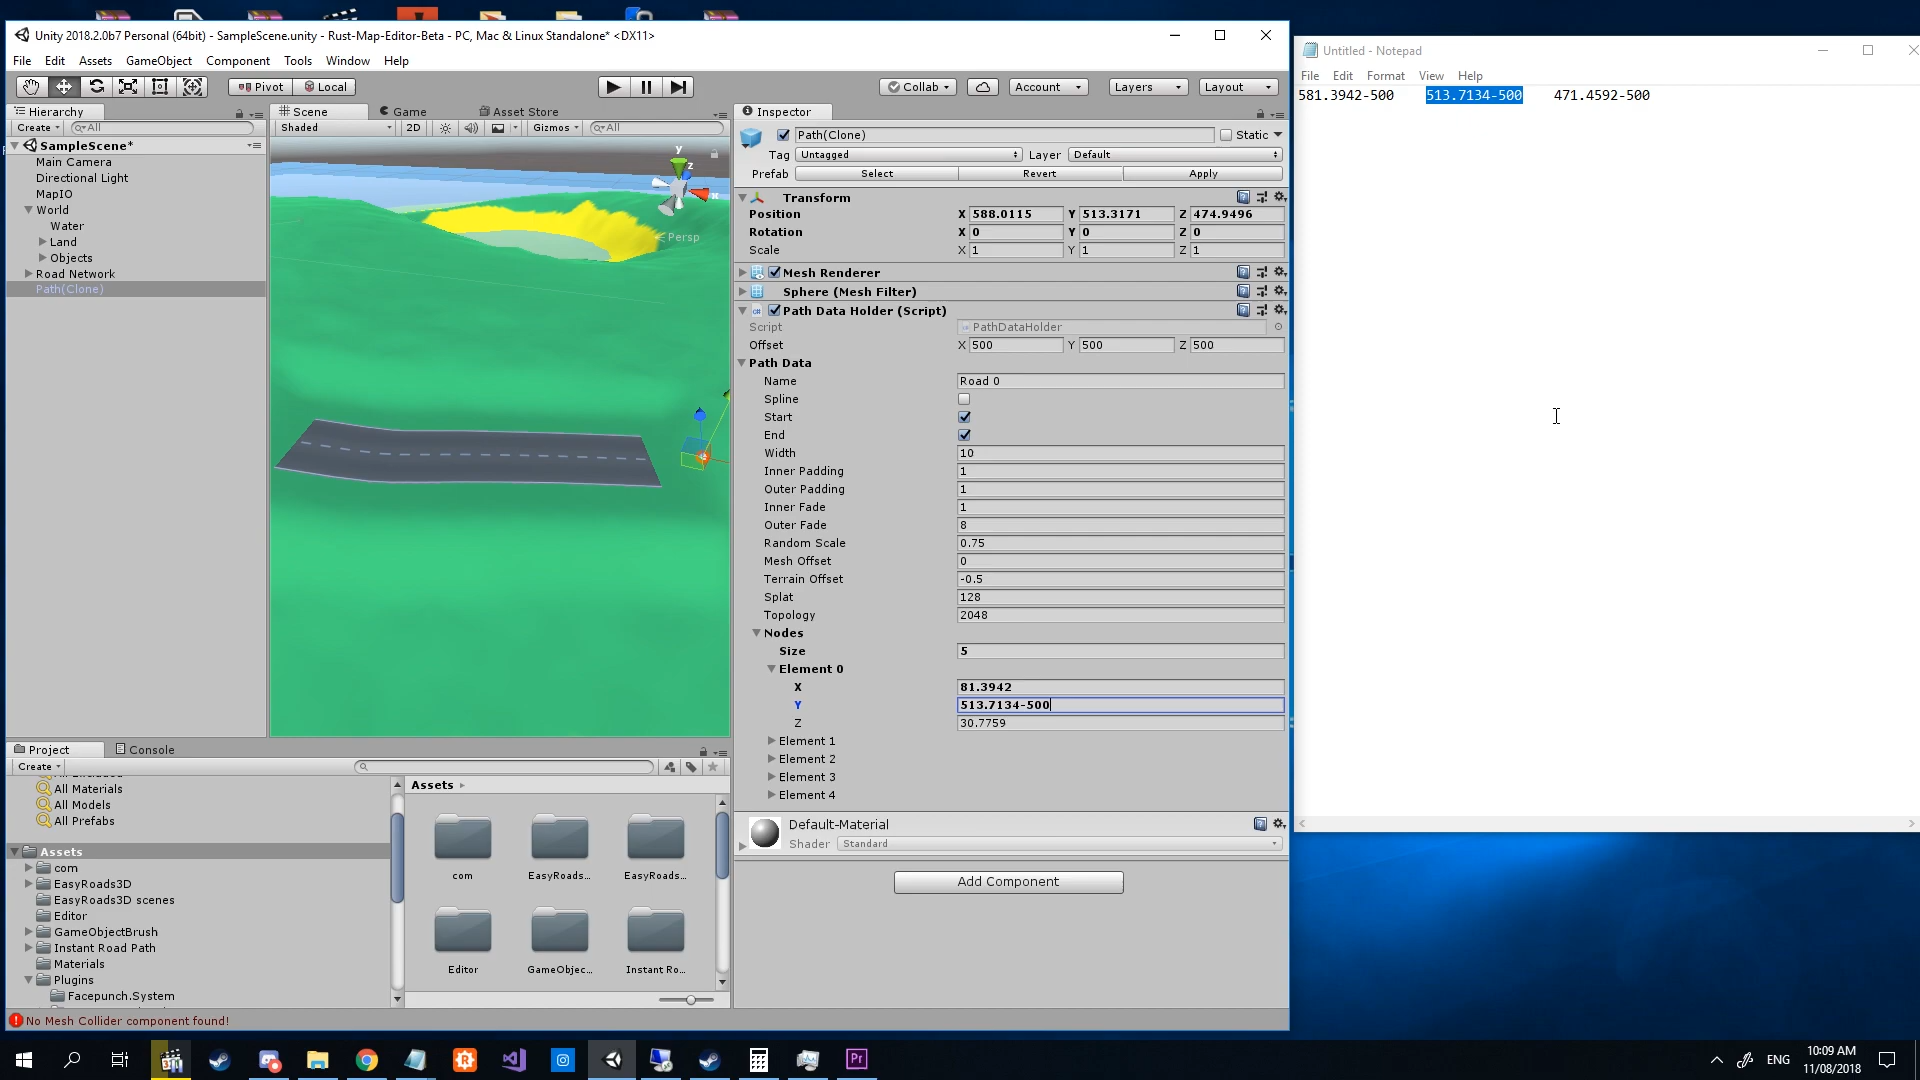 Unity 2018.2.0b7 Personal (64bit) - SampleScene.unity - Rust-Map-Editor-Beta - PC, Mac & Linux Standalone* <DX11>
File Edit Assets GameObject Component Tools Window Help
Pivot Local Collab Account Layers Layout
Hierarchy
Create All
SampleScene*
Main Camera
Directional Light
MapIO
World
Water
Land
Objects
Road Network
Path(Clone)
Scene Game Asset Store
Shaded 2D Gizmos All
y
z
x
Persp
Inspector
Path(Clone) Static
Tag Untagged Layer Default
Prefab Select Revert Apply
Transform
Position X 588.0115 Y 513.3171 Z 474.9496
Rotation X 0 Y 0 Z 0
Scale X 1 Y 1 Z 1
Mesh Renderer
Sphere (Mesh Filter)
Path Data Holder (Script)
Script PathDataHolder
Offset X 500 Y 500 Z 500
Path Data
Name Road 0
Spline
Start
End
Width 10
Inner Padding 1
Outer Padding 1
Inner Fade 1
Outer Fade 8
Random Scale 0.75
Mesh Offset 0
Terrain Offset -0.5
Splat 128
Topology 2048
Nodes
Size 5
Element 0
X 81.3942
Y 513.7134-500
Z 30.7759
Element 1
Element 2
Element 3
Element 4
Default-Material
Shader Standard
Add Component
Project Console
Create
All Materials
All Models
All Prefabs
Assets
com
EasyRoads3D
EasyRoads3D scenes
Editor
GameObjectBrush
Instant Road Path
Materials
Plugins
Facepunch.System
Assets
com EasyRoads... EasyRoads...
Editor GameObjec... Instant Ro...
No Mesh Collider component found!
Untitled - Notepad
File Edit Format View Help
581.3942-500 513.7134-500 471.4592-500
Pr
ENG
10:09 AM
11/08/2018